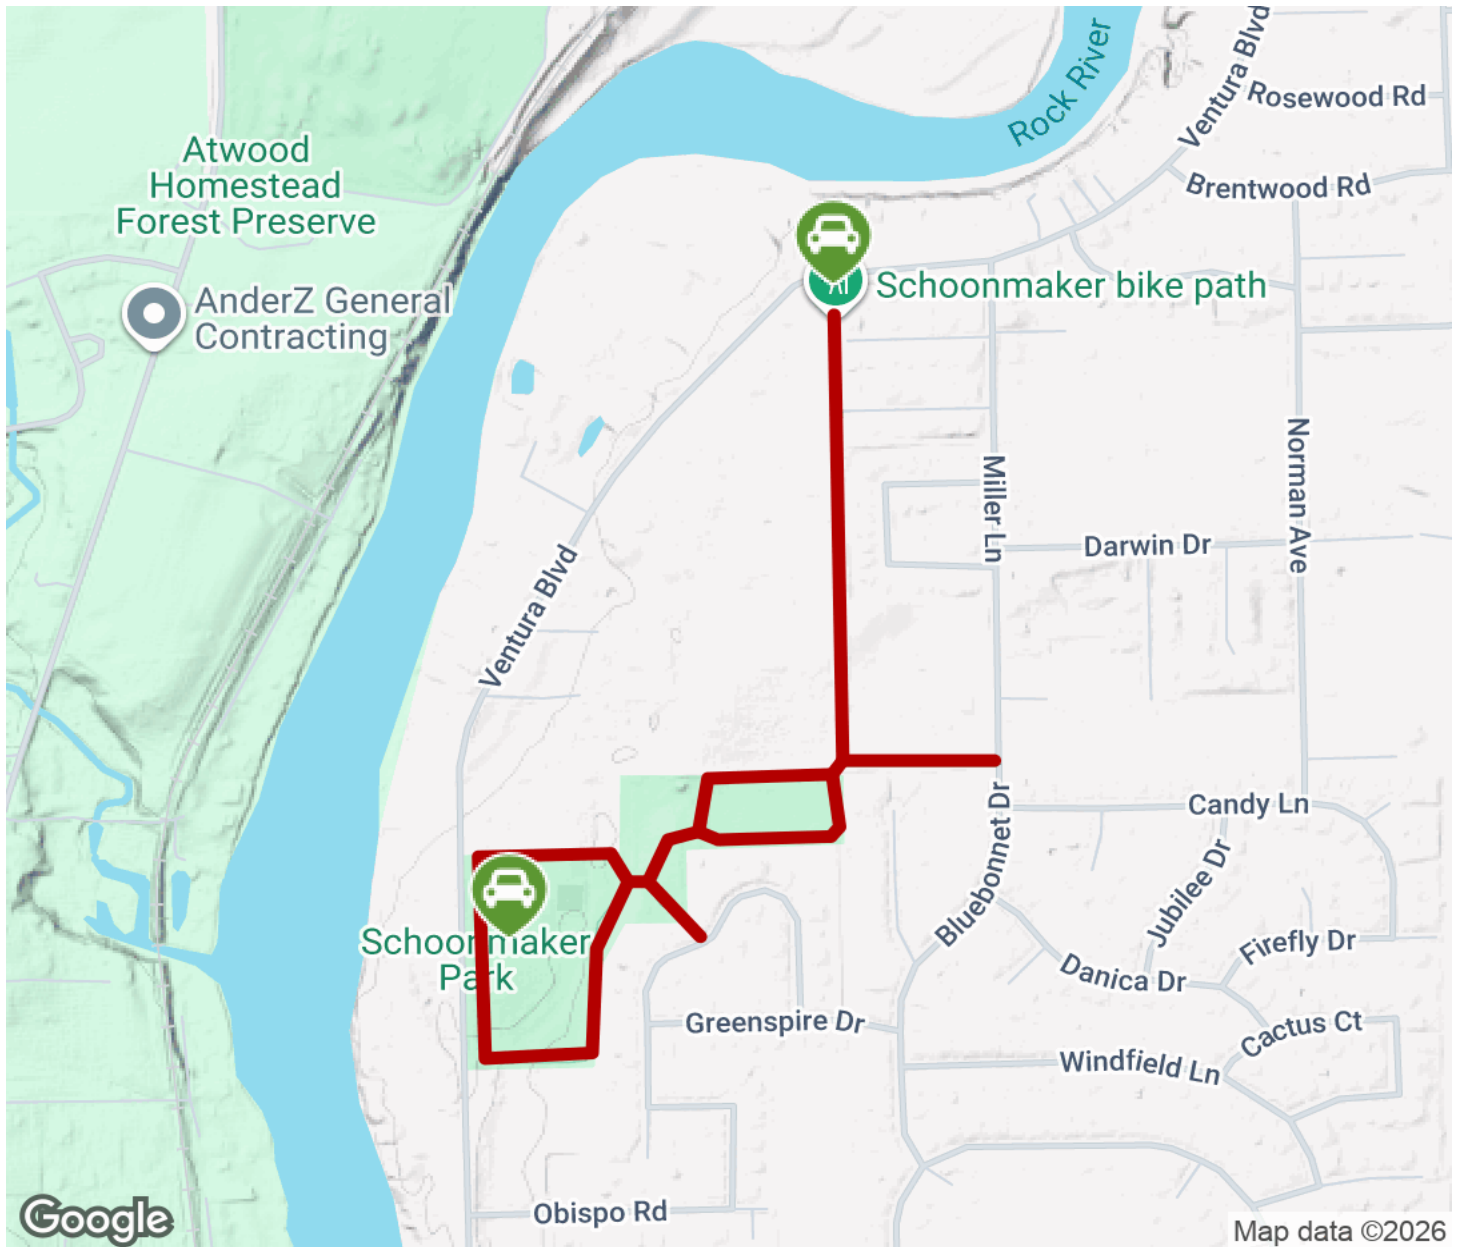 Rock River
Ventura Blvd
Rosewood Rd
Brentwood Rd
Atwood
Homestead
Forest Preserve
Schoonmaker bike path
AnderZ General
Contracting
Miller Ln
Norman Ave
Darwin Dr
Ventura Blvd
Bluebonnet Dr
Candy Ln
Jubilee Dr
Firefly Dr
Schoonmaker
Park
Danica Dr
Greenspire Dr
Cactus Ct
Windfield Ln
Obispo Rd
Google
Map data ©2026